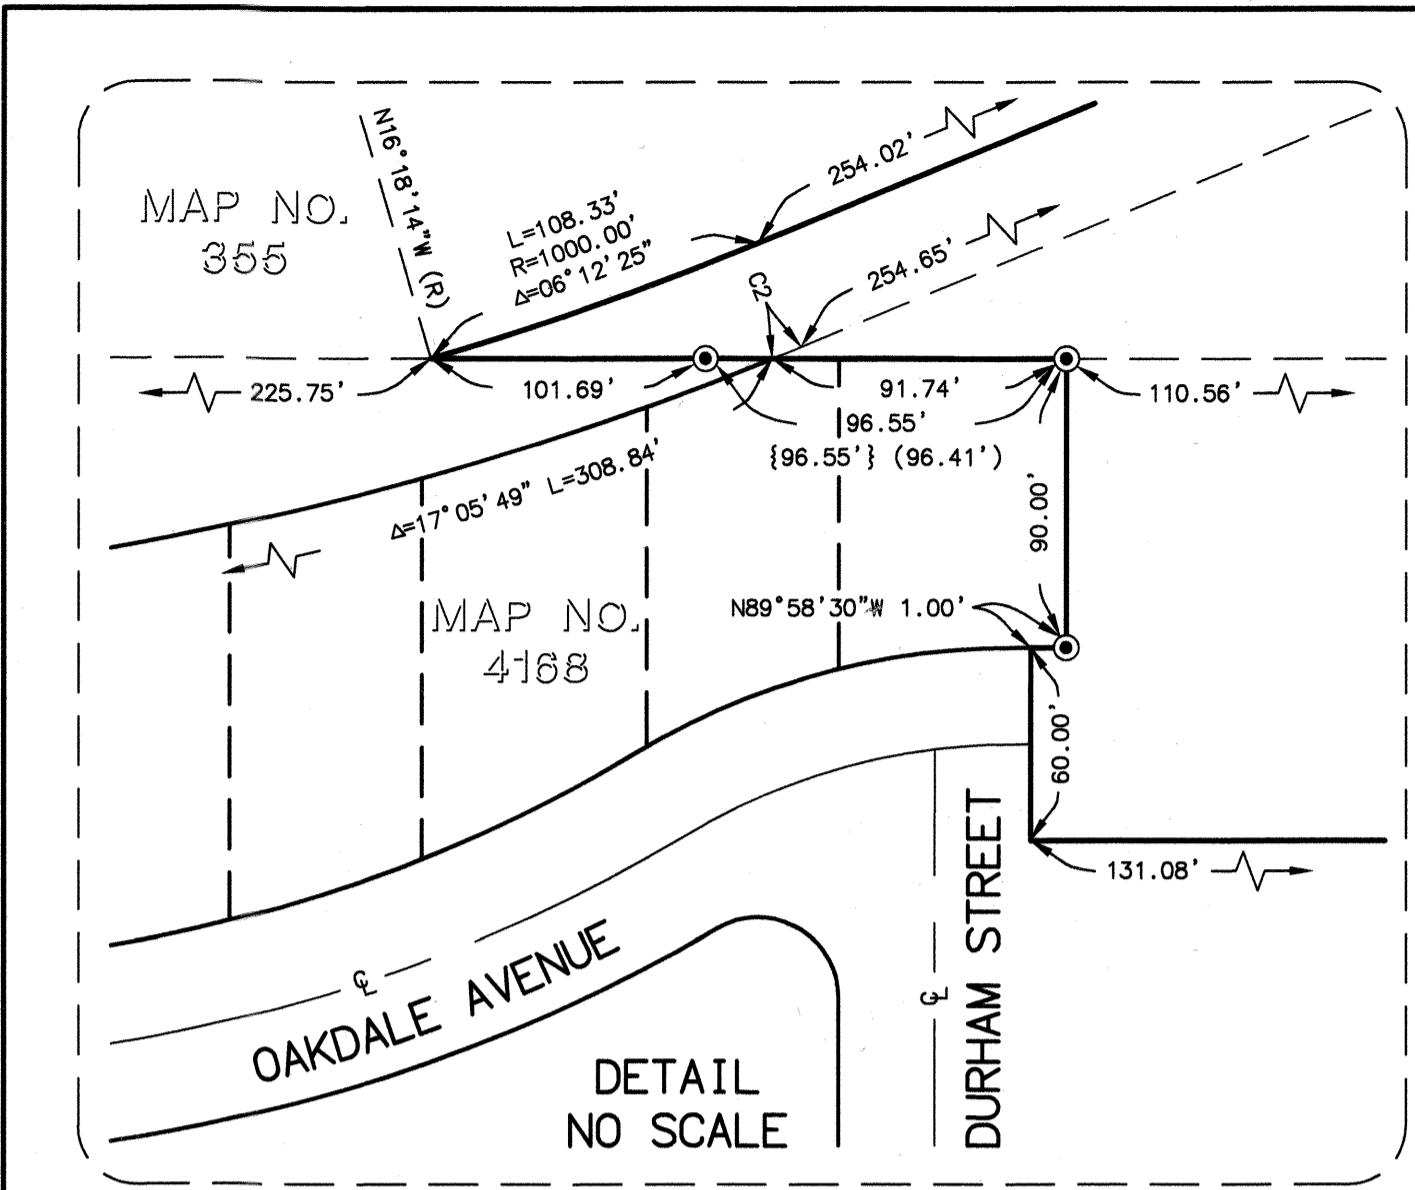 N16°18'14"W (R)
MAP NO.
355
L=108.33'
R=1000.00'
Δ=06°12'25"
254.02'
254.65'
C2
225.75'
101.69'
91.74'
110.56'
96.55'
{96.55'} (96.41')
Δ=17°05'49" L=308.84'
90.00'
MAP NO.
4168
N89°58'30"W 1.00'
60.00'
131.08'
℄
OAKDALE AVENUE
℄
DURHAM STREET
DETAIL
NO SCALE